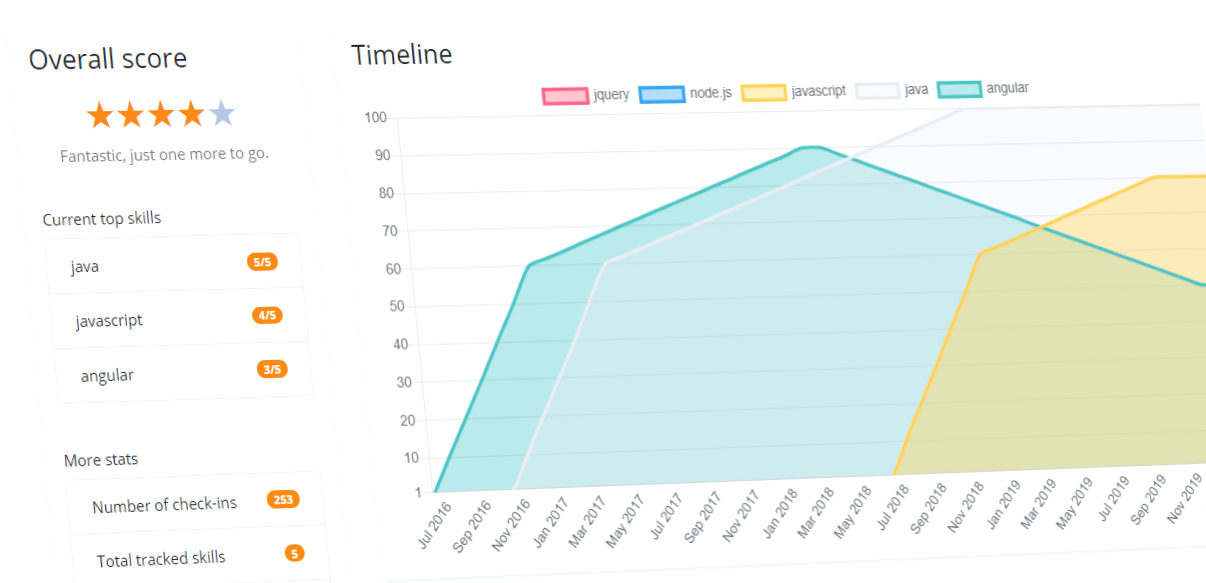 Overall score
Fantastic, just one more to go.
Current top skills
java 5/5
javascript 4/5
angular 3/5
More stats
Number of check-ins 253
Total tracked skills 5
Timeline
jquery node.js javascript java angular
100
90
80
70
60
50
40
30
20
10
1
Jul 2016 Sep 2016 Nov 2016 Jan 2017 Mar 2017 May 2017 Jul 2017 Sep 2017 Nov 2017 Jan 2018 Mar 2018 May 2018 Jul 2018 Sep 2018 Nov 2018 Jan 2019 Mar 2019 May 2019 Jul 2019 Sep 2019 Nov 2019